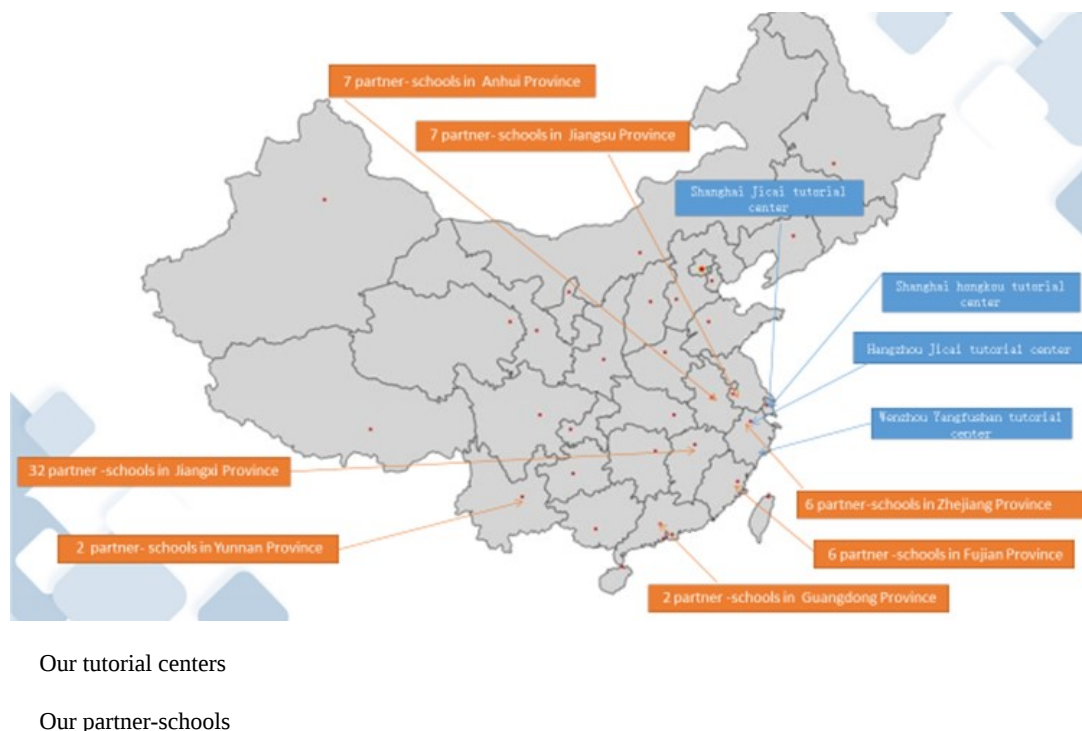 7 partner- schools in Anhui Province
7 partner- schools in Jiangsu Province
Shanghai Jicai tutorial
center
Shanghai hongkou tutorial
center
Hangzhou Jicai tutorial center
Wenzhou Yangfushan tutorial
center
32 partner -schools in Jiangxi Province
6 partner-schools in Zhejiang Province
2 partner- schools in Yunnan Province
6 partner -schools in Fujian Province
2 partner -schools in Guangdong Province
Our tutorial centers
Our partner-schools